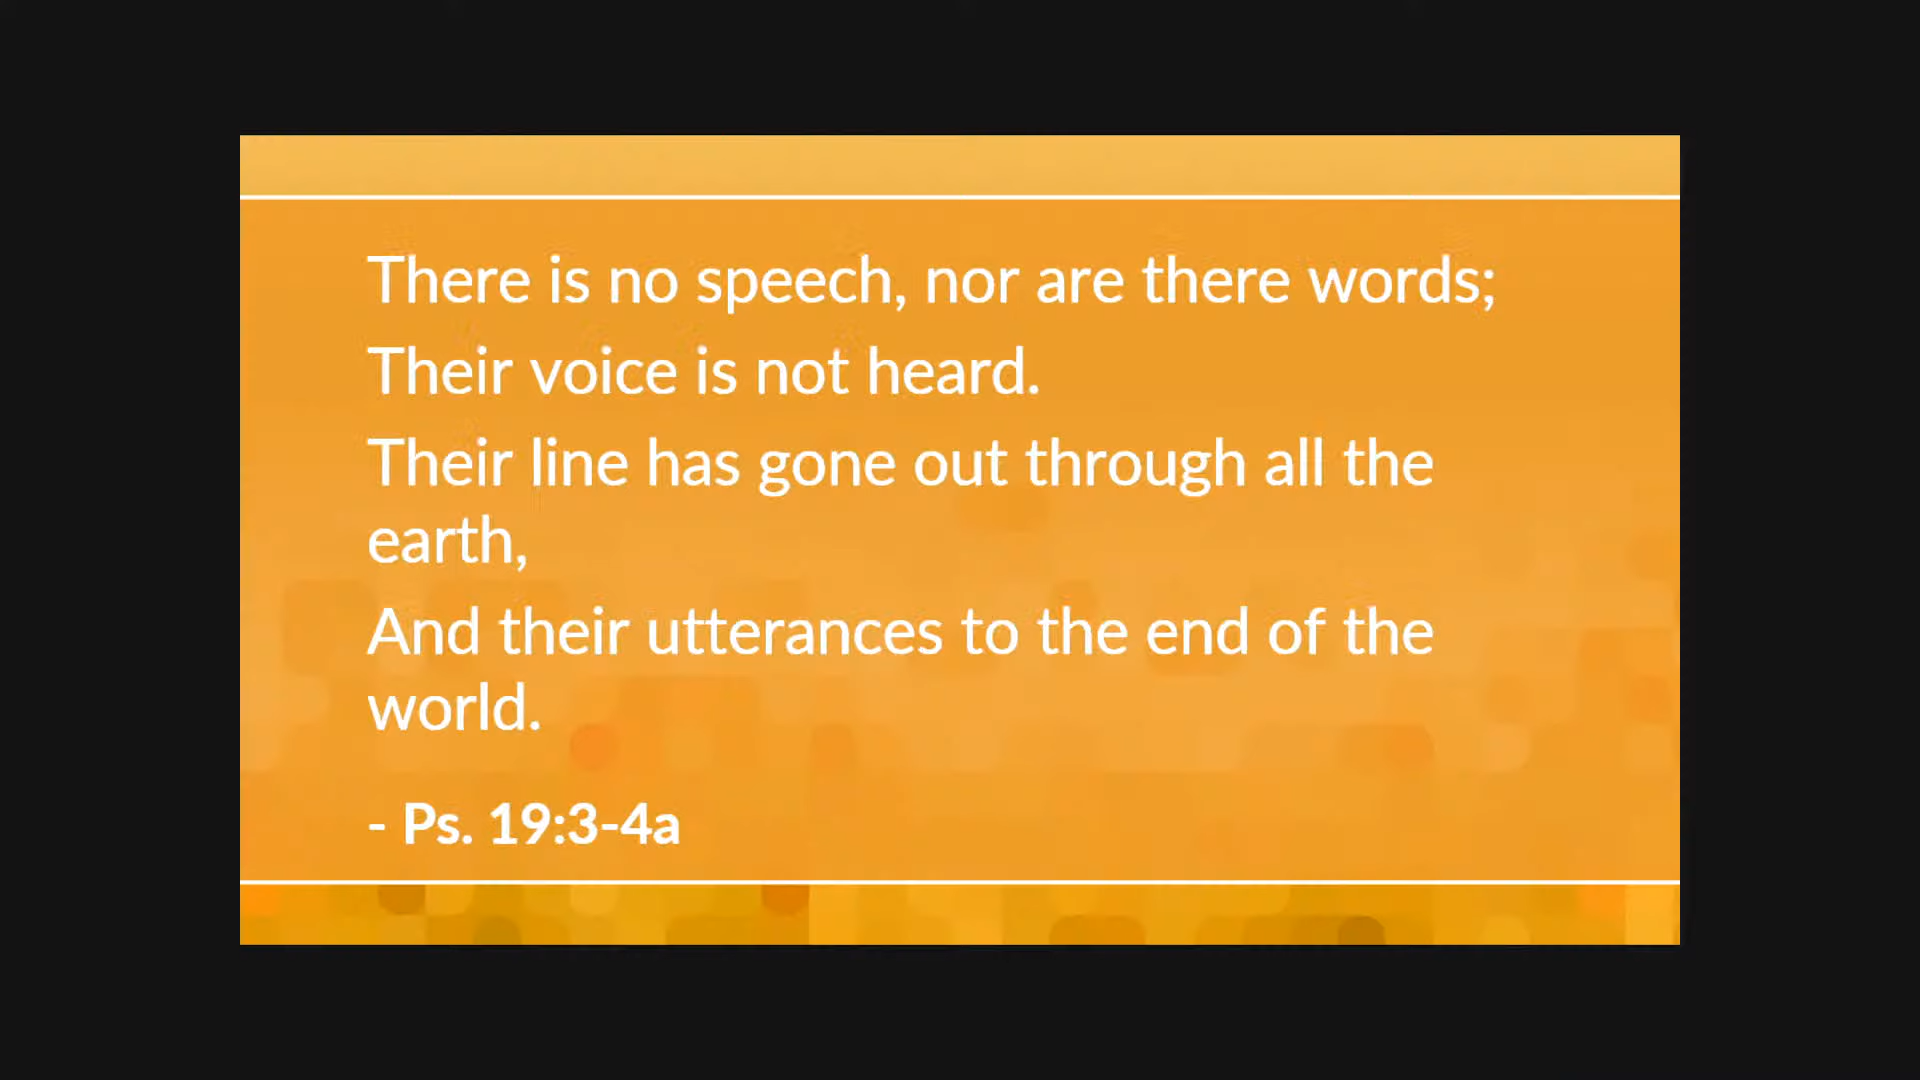 There is no speech, nor are there words;
Their voice is not heard.
Their line has gone out through all the
earth,
And their utterances to the end of the
world.
- Ps. 19:3-4a